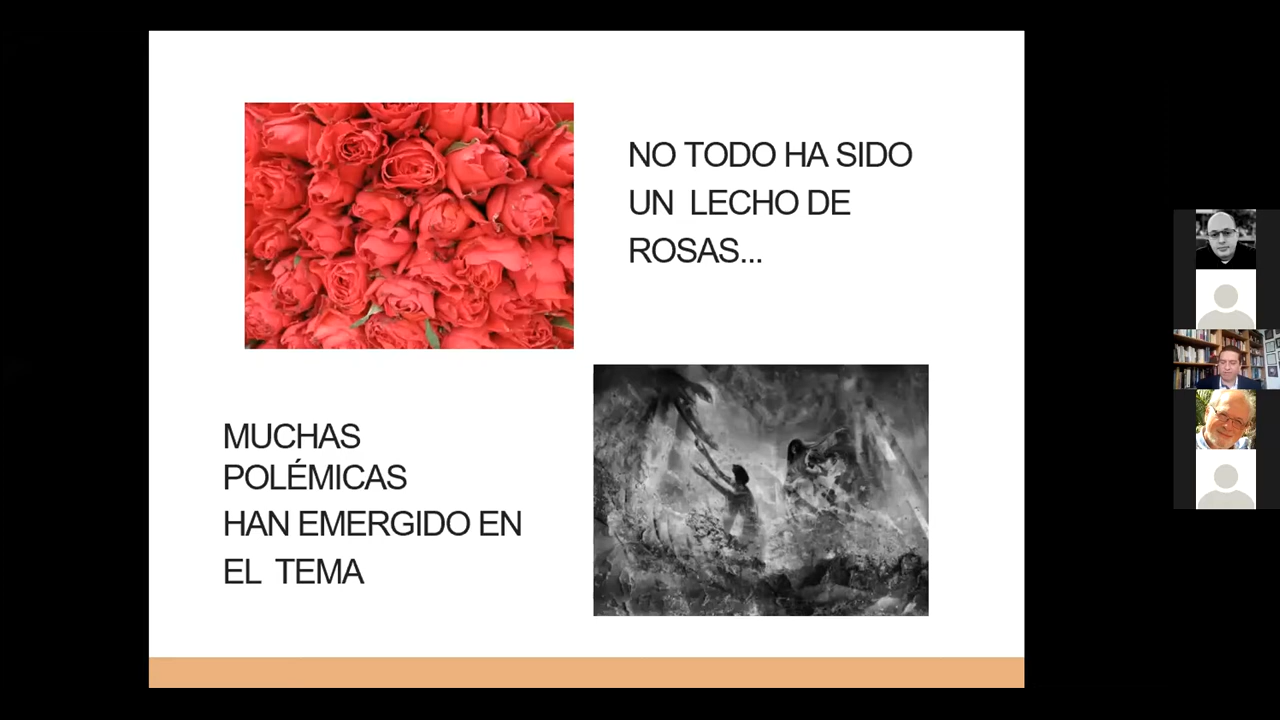 NO TODO HA SIDO
UN LECHO DE
ROSAS...
MUCHAS
POLÉMICAS
HAN EMERGIDO EN
EL TEMA